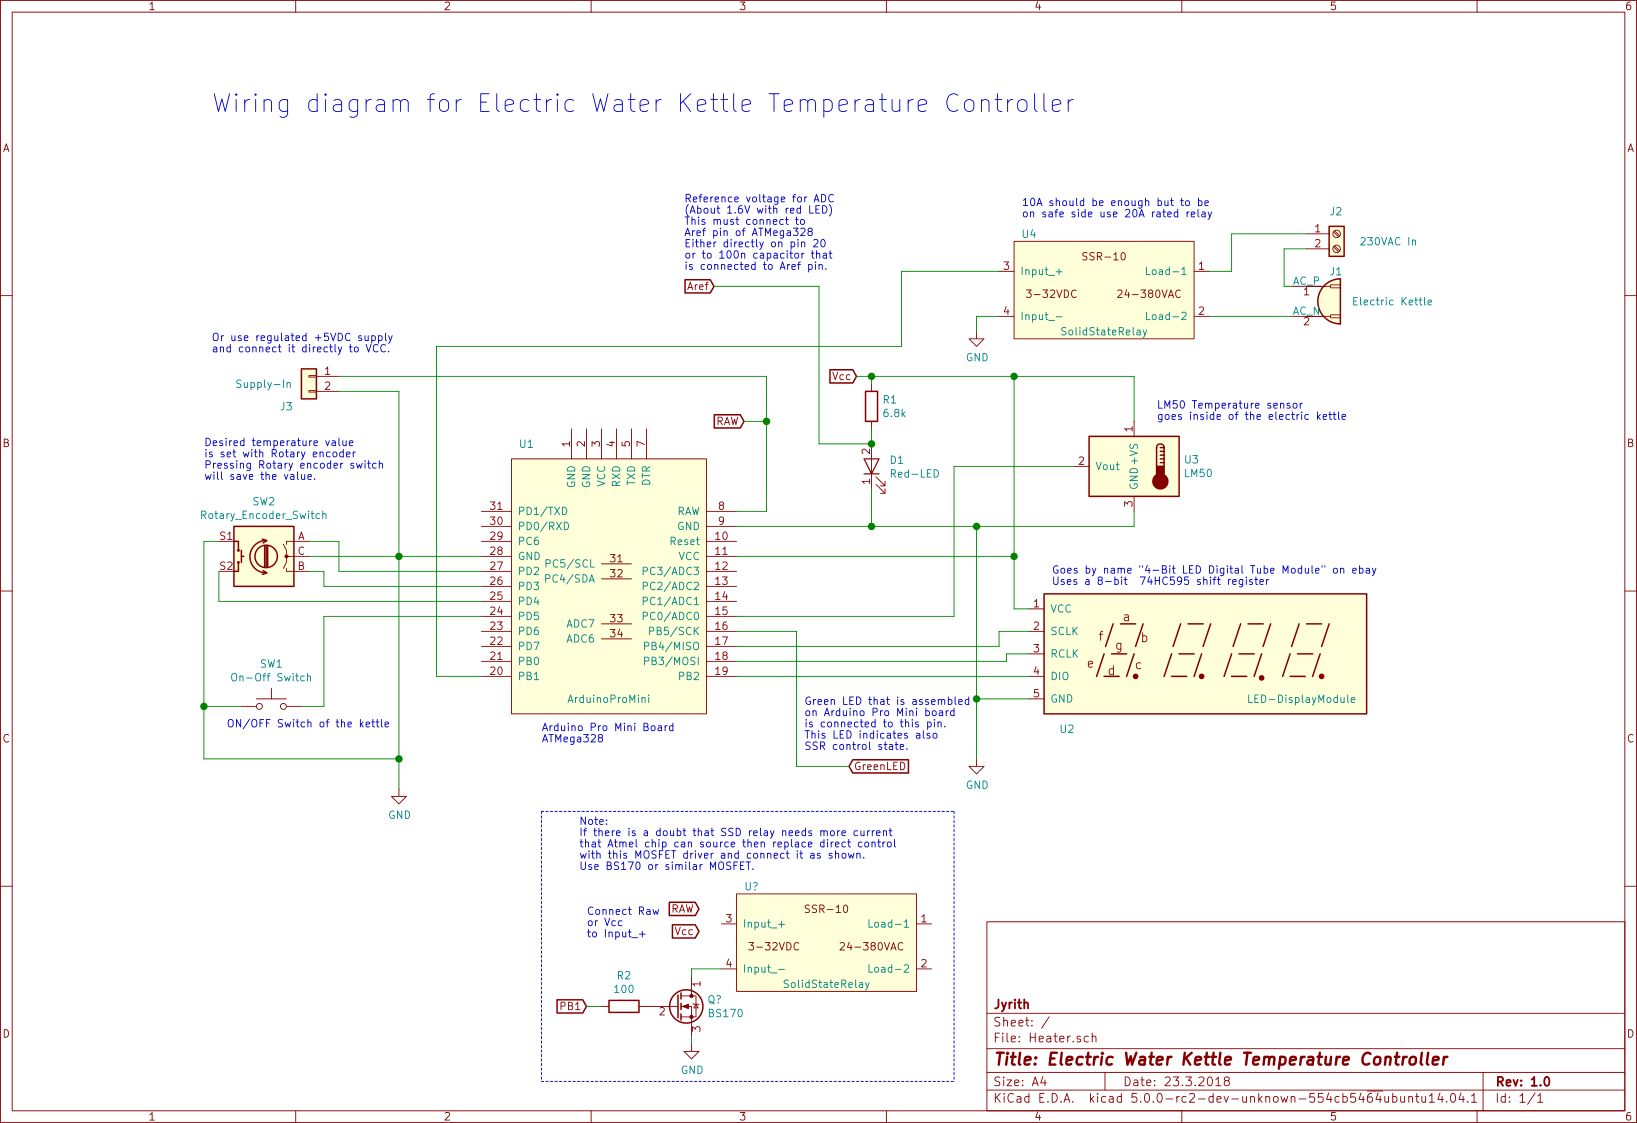 1 2 3 4 5 6
A
B
C
D
A
B
C
D
Wiring diagram for Electric Water Kettle Temperature Controller
Reference voltage for ADC
(About 1.6V with red LED)
This must connect to
Aref pin of ATMega328
Either directly on pin 20
or to 100n capacitor that
is connected to Aref pin.
Aref
10A should be enough but to be
on safe side use 20A rated relay
U4
SSR-10
3 Input_+ Load-1 1
3-32VDC 24-380VAC
4 Input_- Load-2 2
SolidStateRelay
GND
J2
1
2
230VAC In
J1
AC_P
1
Electric Kettle
AC_N
2
Or use regulated +5VDC supply
and connect it directly to VCC.
Supply-In
1
2
J3
Vcc
R1
6.8k
RAW
2
D1
Red-LED
1
LM50 Temperature sensor
goes inside of the electric kettle
1
+VS
2 Vout
GND
3
U3
LM50
Desired temperature value
is set with Rotary encoder
Pressing Rotary encoder switch
will save the value.
SW2
Rotary_Encoder_Switch
S1 A
C
S2 B
SW1
On-Off Switch
ON/OFF Switch of the kettle
GND
U1
1 2 3 4 5 7
GND GND VCC RXD TXD DTR
31 PD1/TXD RAW 8
30 PD0/RXD GND 9
29 PC6 Reset 10
28 GND VCC 11
27 PD2 PC3/ADC3 12
26 PD3 PC2/ADC2 13
25 PD4 PC1/ADC1 14
24 PD5 PC0/ADC0 15
23 PD6 PB5/SCK 16
22 PD7 PB4/MISO 17
21 PB0 PB3/MOSI 18
20 PB1 PB2 19
PC5/SCL 31
PC4/SDA 32
ADC7 33
ADC6 34
ArduinoProMini
Arduino Pro Mini Board
ATMega328
Green LED that is assembled
on Arduino Pro Mini board
is connected to this pin.
This LED indicates also
SSR control state.
GreenLED
GND
Goes by name "4-Bit LED Digital Tube Module" on ebay
Uses a 8-bit  74HC595 shift register
1 VCC
2 SCLK
3 RCLK
4 DIO
5 GND
a
f b
g
e c
d
LED-DisplayModule
U2
Note:
If there is a doubt that SSD relay needs more current
that Atmel chip can source then replace direct control
with this MOSFET driver and connect it as shown.
Use BS170 or similar MOSFET.
U?
Connect Raw
or Vcc
to Input_+
RAW
Vcc
SSR-10
3 Input_+ Load-1 1
3-32VDC 24-380VAC
4 Input_- Load-2 2
SolidStateRelay
R2
100
PB1
1
2
3
Q?
BS170
GND
Jyrith
Sheet: /
File: Heater.sch
Title: Electric Water Kettle Temperature Controller
Size: A4 Date: 23.3.2018 Rev: 1.0
KiCad E.D.A. kicad 5.0.0-rc2-dev-unknown-554cb5464ubuntu14.04.1 Id: 1/1
1 2 3 4 5 6